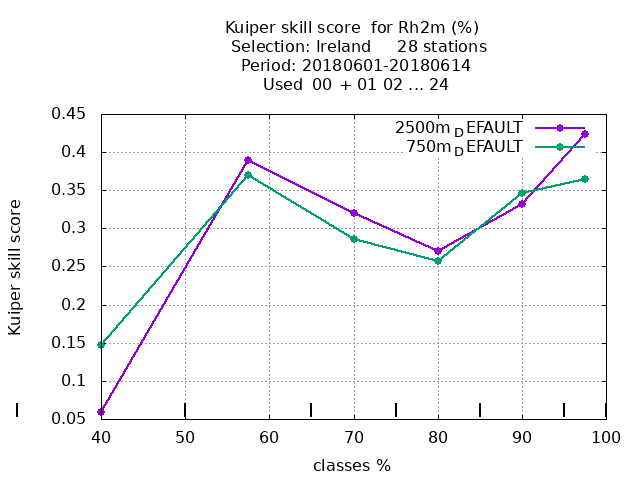 Kuiper skill score  for Rh2m (%)
Selection: Ireland     28 stations
Period: 20180601-20180614
Used  00  + 01 02 ... 24
0.45
0.4
0.35
0.3
0.25
0.2
0.15
0.1
0.05
Kuiper skill score
2500m_DEFAULT
750m_DEFAULT
40 50 60 70 80 90 100
classes %